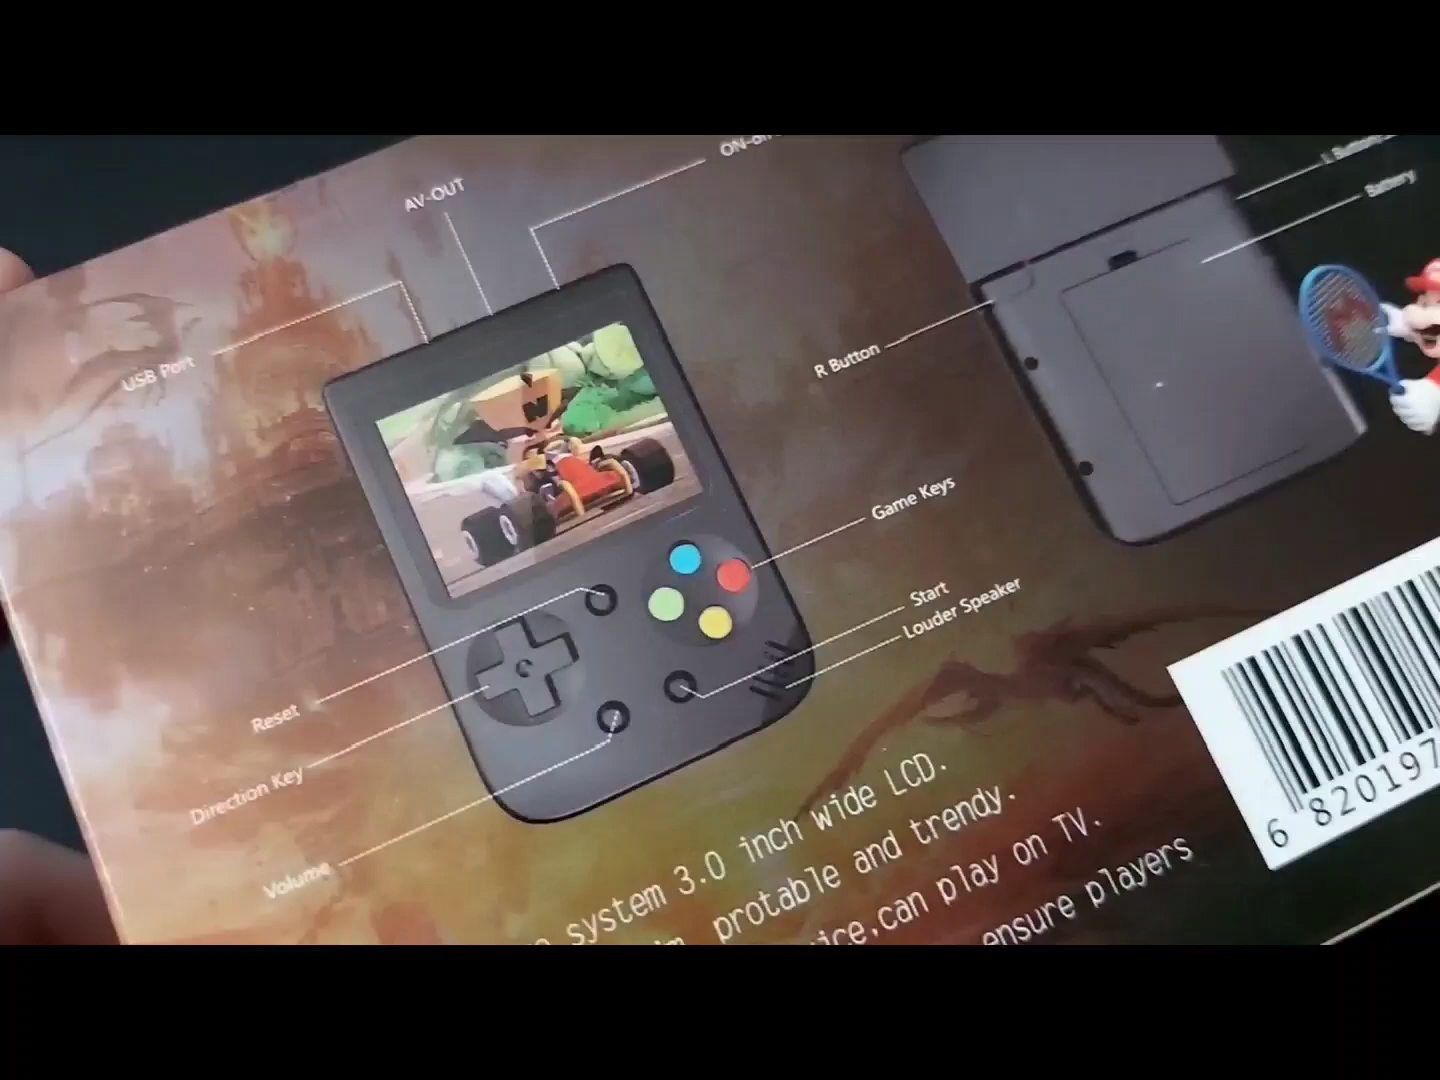 AV-OUT
USB Port
R Button
Battery
Game Keys
Start
Louder Speaker
Reset
Direction Key
Volume
system 3.0 inch wide LCD.
protable and trendy.
can play on TV.
ensure players
6 820197
N